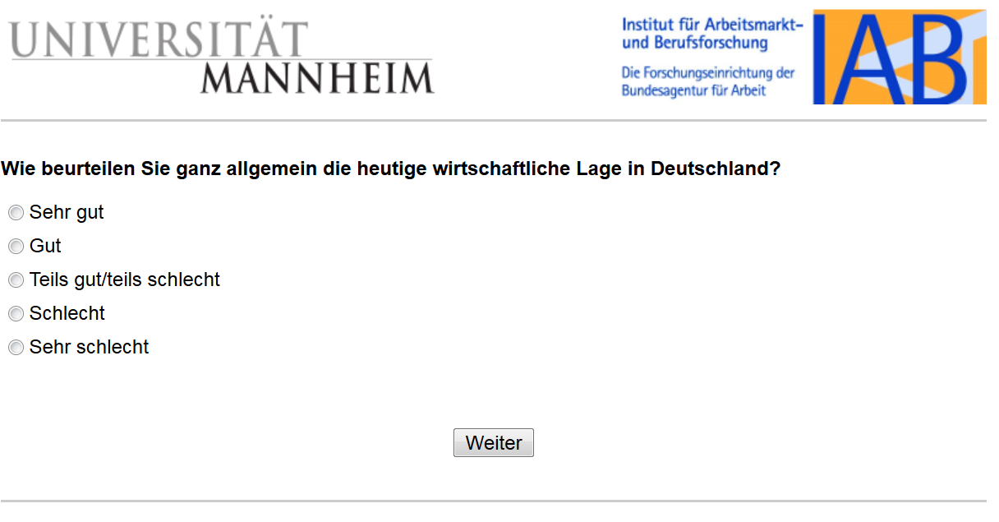 UNIVERSITÄT
MANNHEIM
Institut für Arbeitsmarkt-
und Berufsforschung
Die Forschungseinrichtung der
Bundesagentur für Arbeit
IAB
Wie beurteilen Sie ganz allgemein die heutige wirtschaftliche Lage in Deutschland?
Sehr gut
Gut
Teils gut/teils schlecht
Schlecht
Sehr schlecht
Weiter